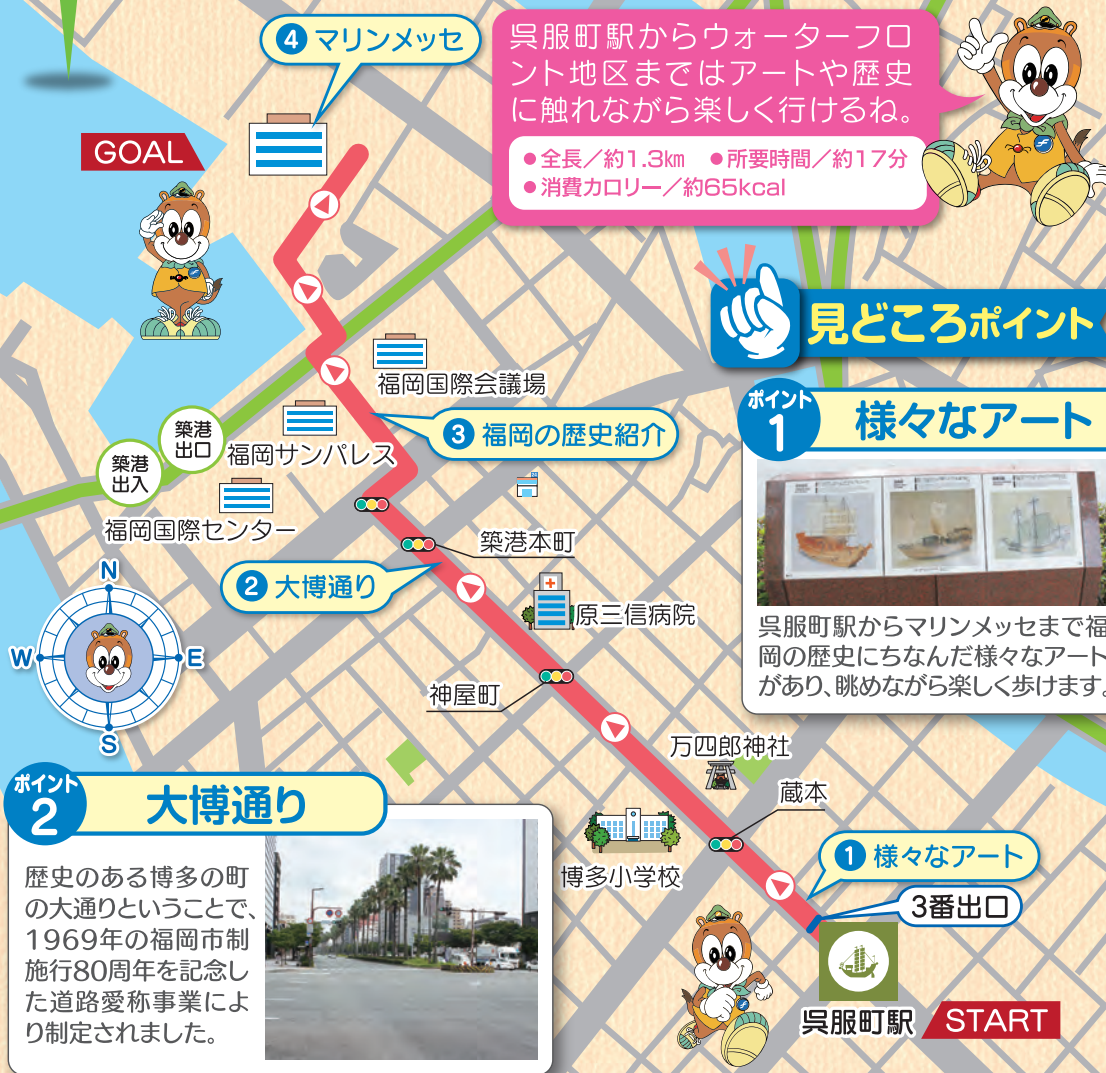 ④ マリンメッセ
呉服町駅からウォーターフロ
ント地区まではアートや歴史
に触れながら楽しく行けるね。
●全長／約1.3㎞ ●所要時間／約17分
●消費カロリー／約65kcal
GOAL
見どころポイント
福岡国際会議場
③ 福岡の歴史紹介
築港
出口
築港
出入
福岡サンパレス
福岡国際センター
ポイント
1
様々なアート
呉服町駅からマリンメッセまで福
岡の歴史にちなんだ様々なアート
があり、眺めながら楽しく歩けます。
築港本町
② 大博通り
原三信病院
N
W
E
S
神屋町
万四郎神社
蔵本
博多小学校
① 様々なアート
3番出口
呉服町駅
START
ポイント
2
大博通り
歴史のある博多の町
の大通りということで、
1969年の福岡市制
施行80周年を記念し
た道路愛称事業によ
り制定されました。